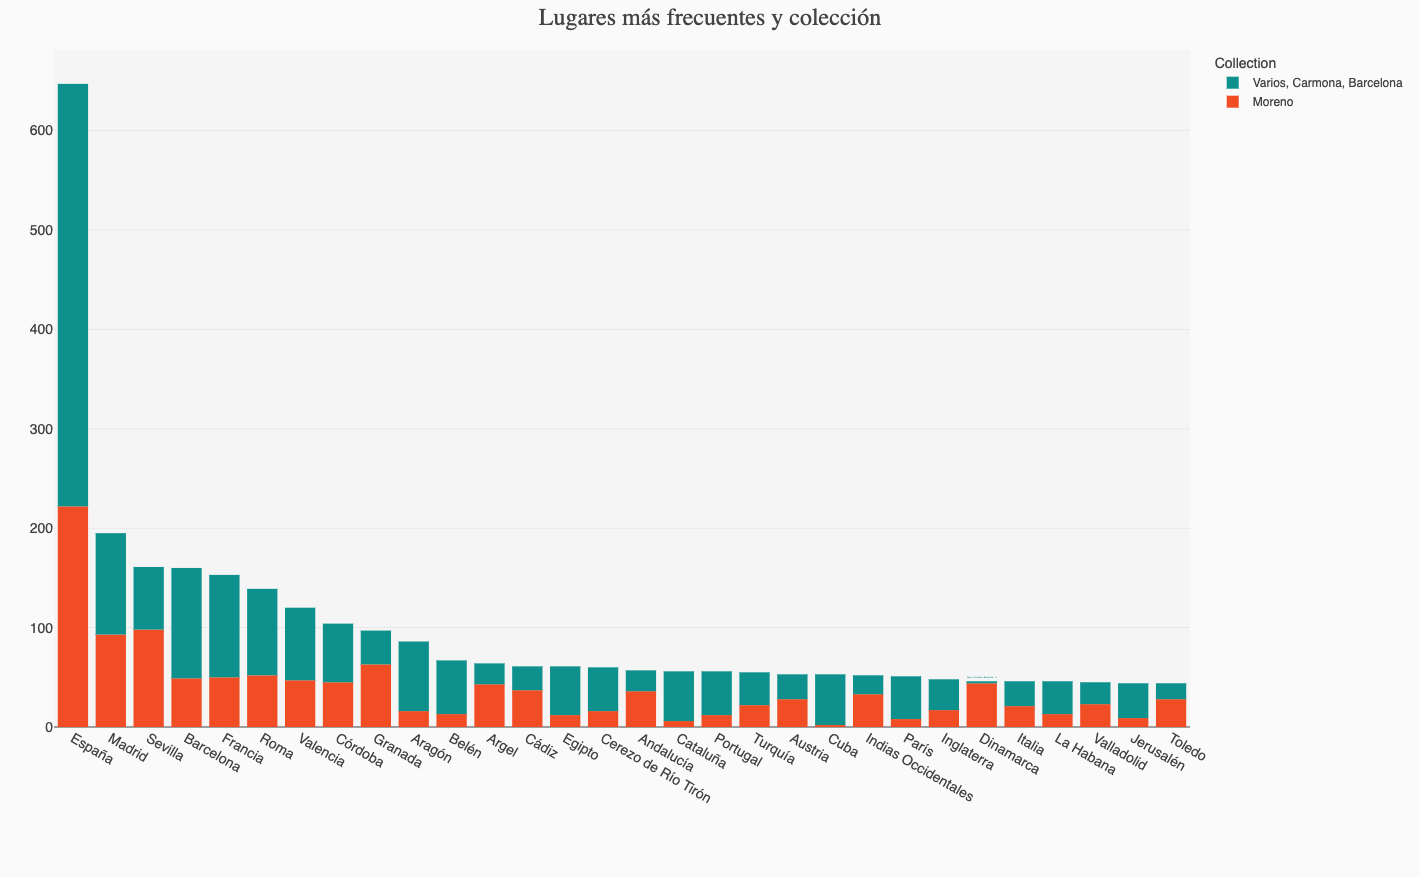 Lugares más frecuentes y colección
Collection
Varios, Carmona, Barcelona
Moreno
600
500
400
300
200
100
0
España
Madrid
Sevilla
Barcelona
Francia
Roma
Valencia
Córdoba
Granada
Aragón
Belén
Argel
Cádiz
Egipto
Cerezo de Río Tirón
Andalucía
Cataluña
Portugal
Turquía
Austria
Cuba
Indias Occidentales
París
Inglaterra
Dinamarca
Italia
La Habana
Valladolid
Jerusalén
Toledo